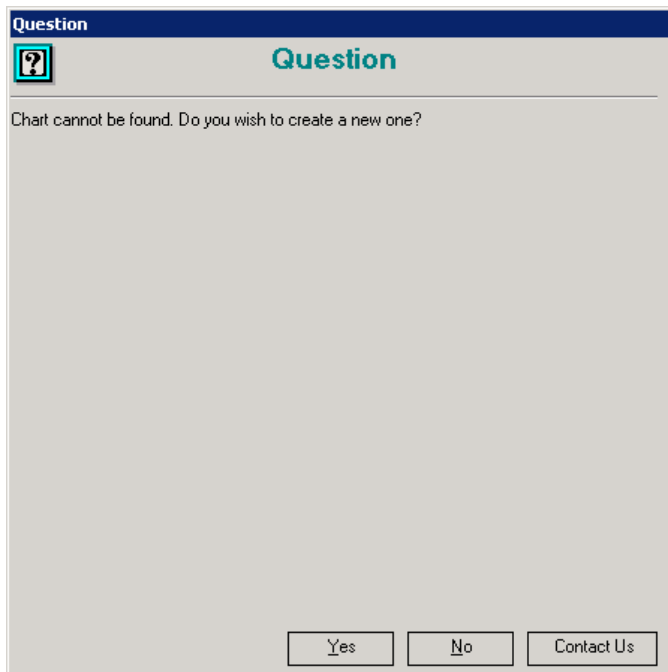 Question
Question
Chart cannot be found. Do you wish to create a new one?
Yes No Contact Us